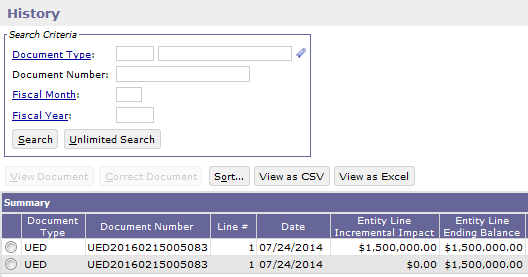 History
Search Criteria
Document Type:
Document Number:
Fiscal Month:
Fiscal Year:
Search Unlimited Search
View Document Correct Document Sort... View as CSV View as Excel
Summary
Document Type Document Number Line # Date Entity Line Incremental Impact Entity Line Ending Balance
UED UED20160215005083 1 07/24/2014 $1,500,000.00 $1,500,000.00
UED UED20160215005083 1 07/24/2014 $0.00 $1,500,000.00